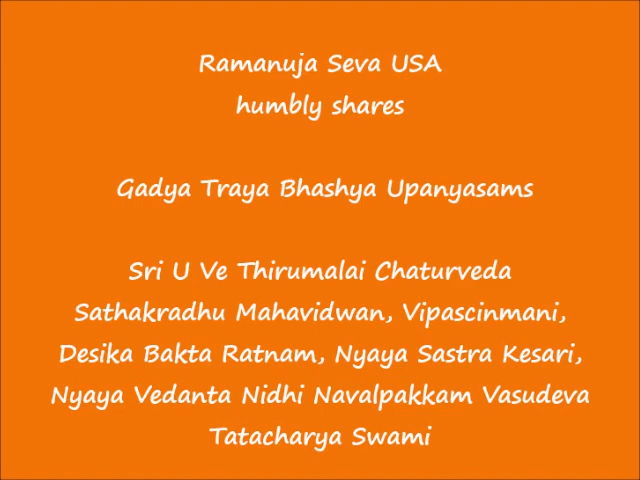 Ramanuja Seva USA
humbly shares
Gadya Traya Bhashya Upanyasams
Sri U Ve Thirumalai Chaturveda
Sathakradhu Mahavidwan, Vipascinmani,
Desika Bakta Ratnam, Nyaya Sastra Kesari,
Nyaya Vedanta Nidhi Navalpakkam Vasudeva
Tatacharya Swami